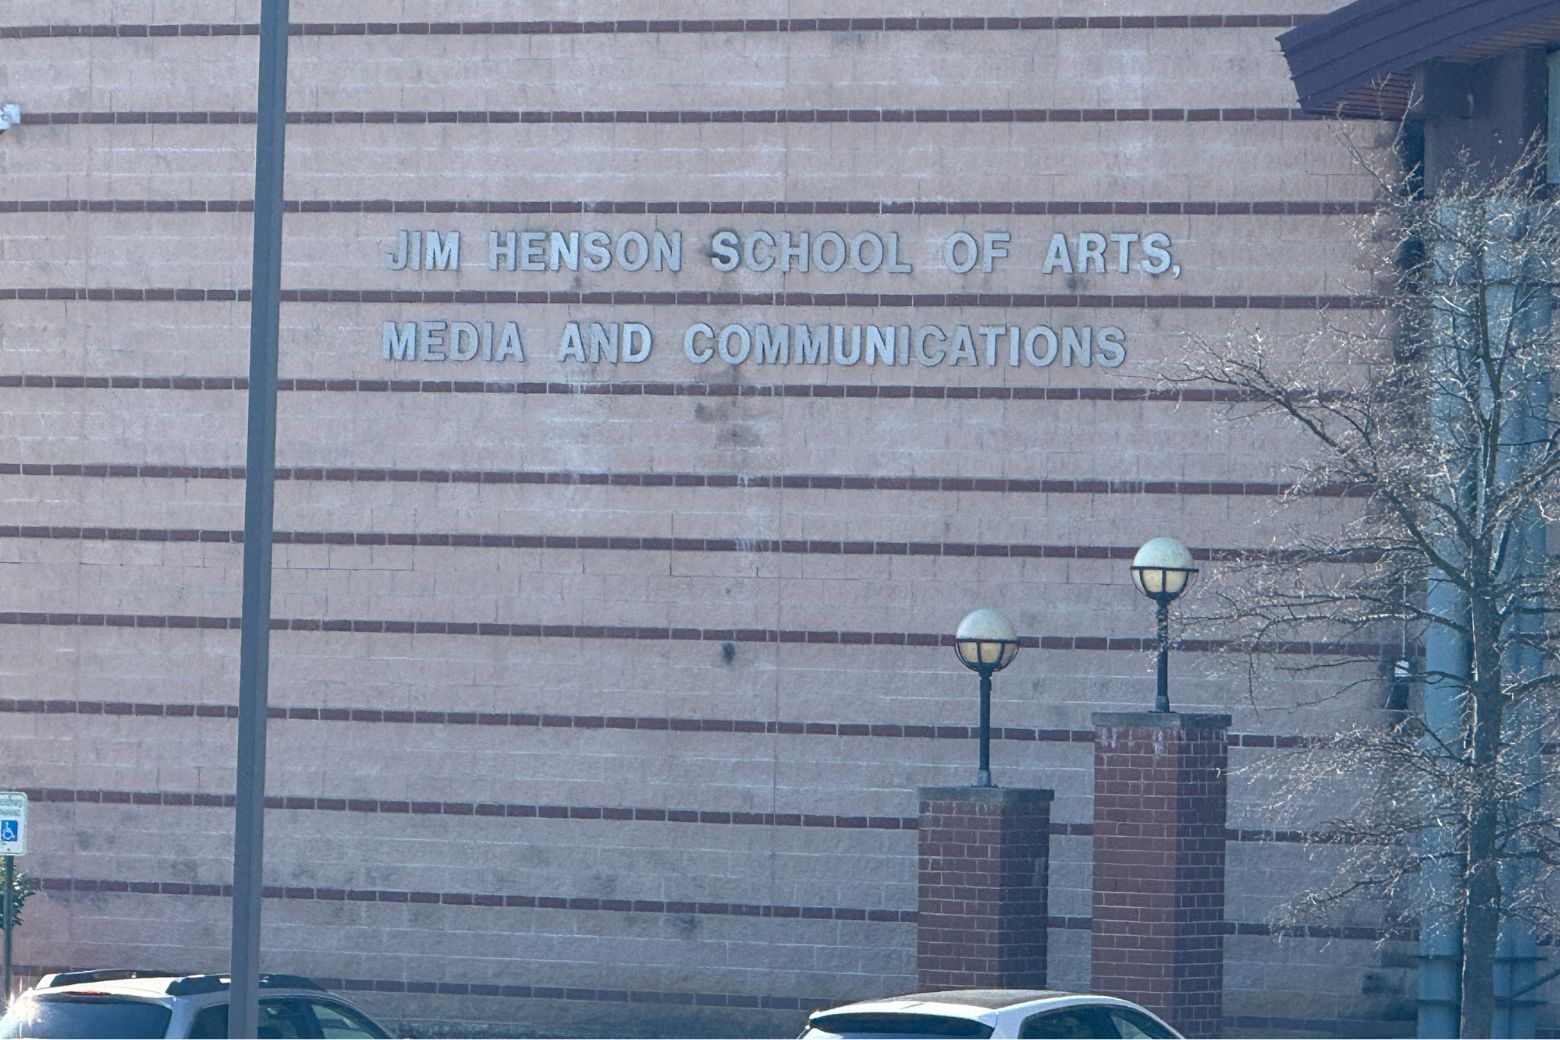 JIM HENSON SCHOOL OF ARTS,
MEDIA AND COMMUNICATIONS